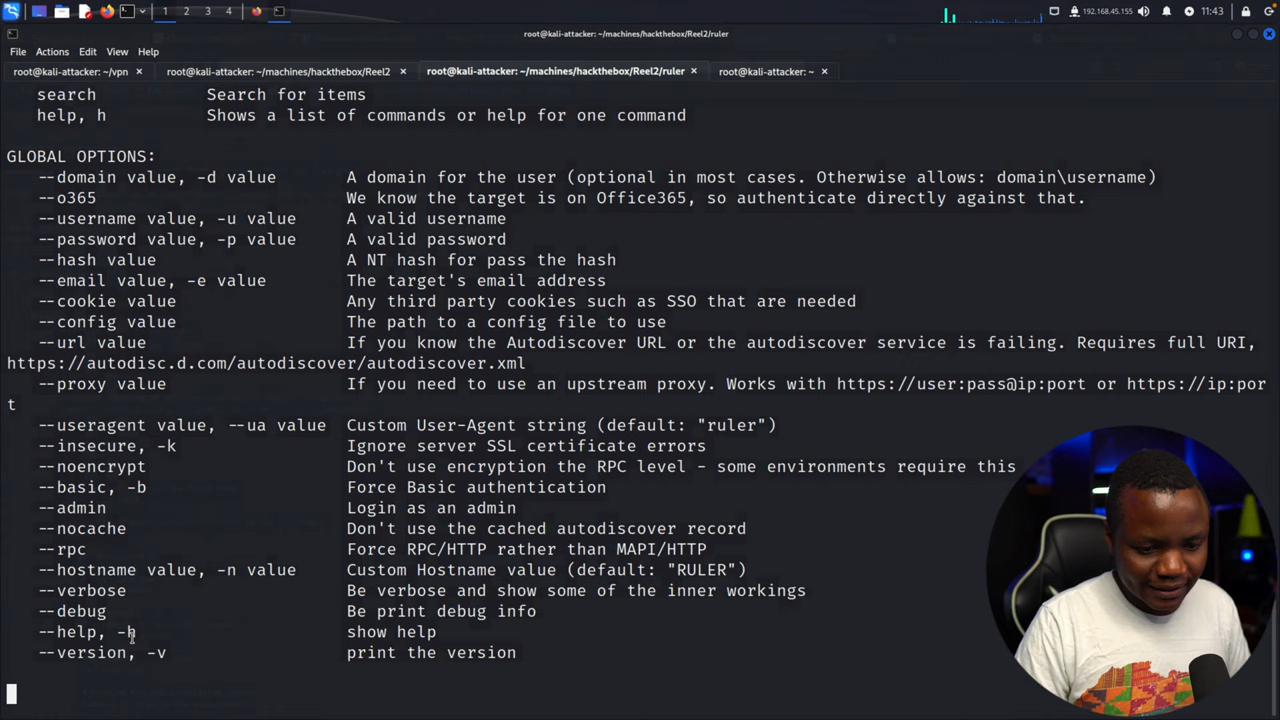 1 2 3 4 192.168.45.155 11:43
root@kali-attacker: ~/machines/hackthebox/Reel2/ruler
File Actions Edit View Help
root@kali-attacker: ~/vpn × root@kali-attacker: ~/machines/hackthebox/Reel2 × root@kali-attacker: ~/machines/hackthebox/Reel2/ruler × root@kali-attacker: ~ ×
search Search for items
help, h Shows a list of commands or help for one command
GLOBAL OPTIONS:
--domain value, -d value A domain for the user (optional in most cases. Otherwise allows: domain\username)
--o365 We know the target is on Office365, so authenticate directly against that.
--username value, -u value A valid username
--password value, -p value A valid password
--hash value A NT hash for pass the hash
--email value, -e value The target's email address
--cookie value Any third party cookies such as SSO that are needed
--config value The path to a config file to use
--url value If you know the Autodiscover URL or the autodiscover service is failing. Requires full URI,
https://autodisc.d.com/autodiscover/autodiscover.xml
--proxy value If you need to use an upstream proxy. Works with https://user:pass@ip:port or https://ip:por
t
--useragent value, --ua value Custom User-Agent string (default: "ruler")
--insecure, -k Ignore server SSL certificate errors
--noencrypt Don't use encryption the RPC level - some environments require this
--basic, -b Force Basic authentication
--admin Login as an admin
--nocache Don't use the cached autodiscover record
--rpc Force RPC/HTTP rather than MAPI/HTTP
--hostname value, -n value Custom Hostname value (default: "RULER")
--verbose Be verbose and show some of the inner workings
--debug Be print debug info
--help, -h show help
--version, -v print the version